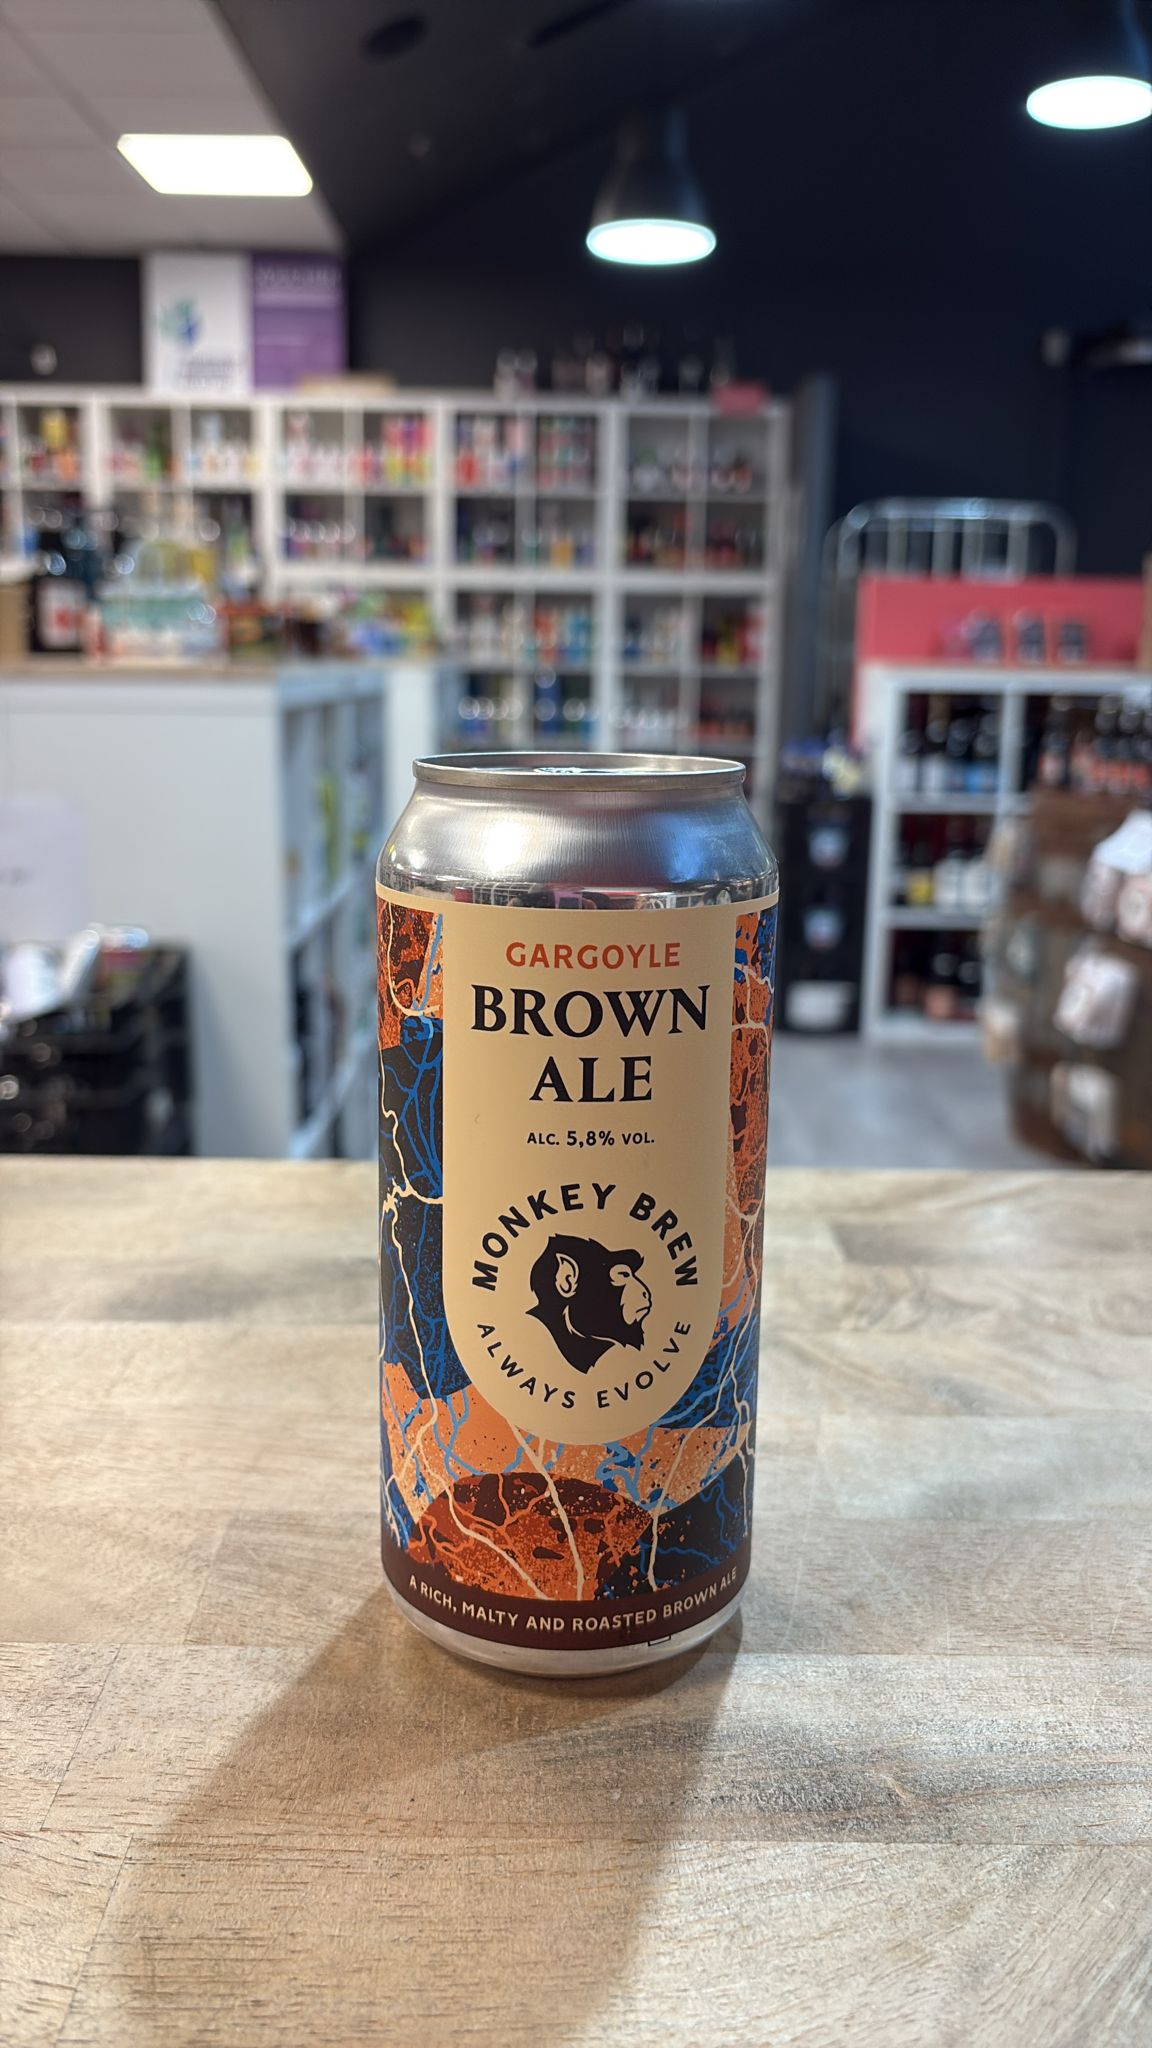 GARGOYLE
BROWN
ALE
ALC. 5,8% VOL.
MONKEY BREW
ALWAYS EVOLVE
A RICH, MALTY AND ROASTED BROWN ALE